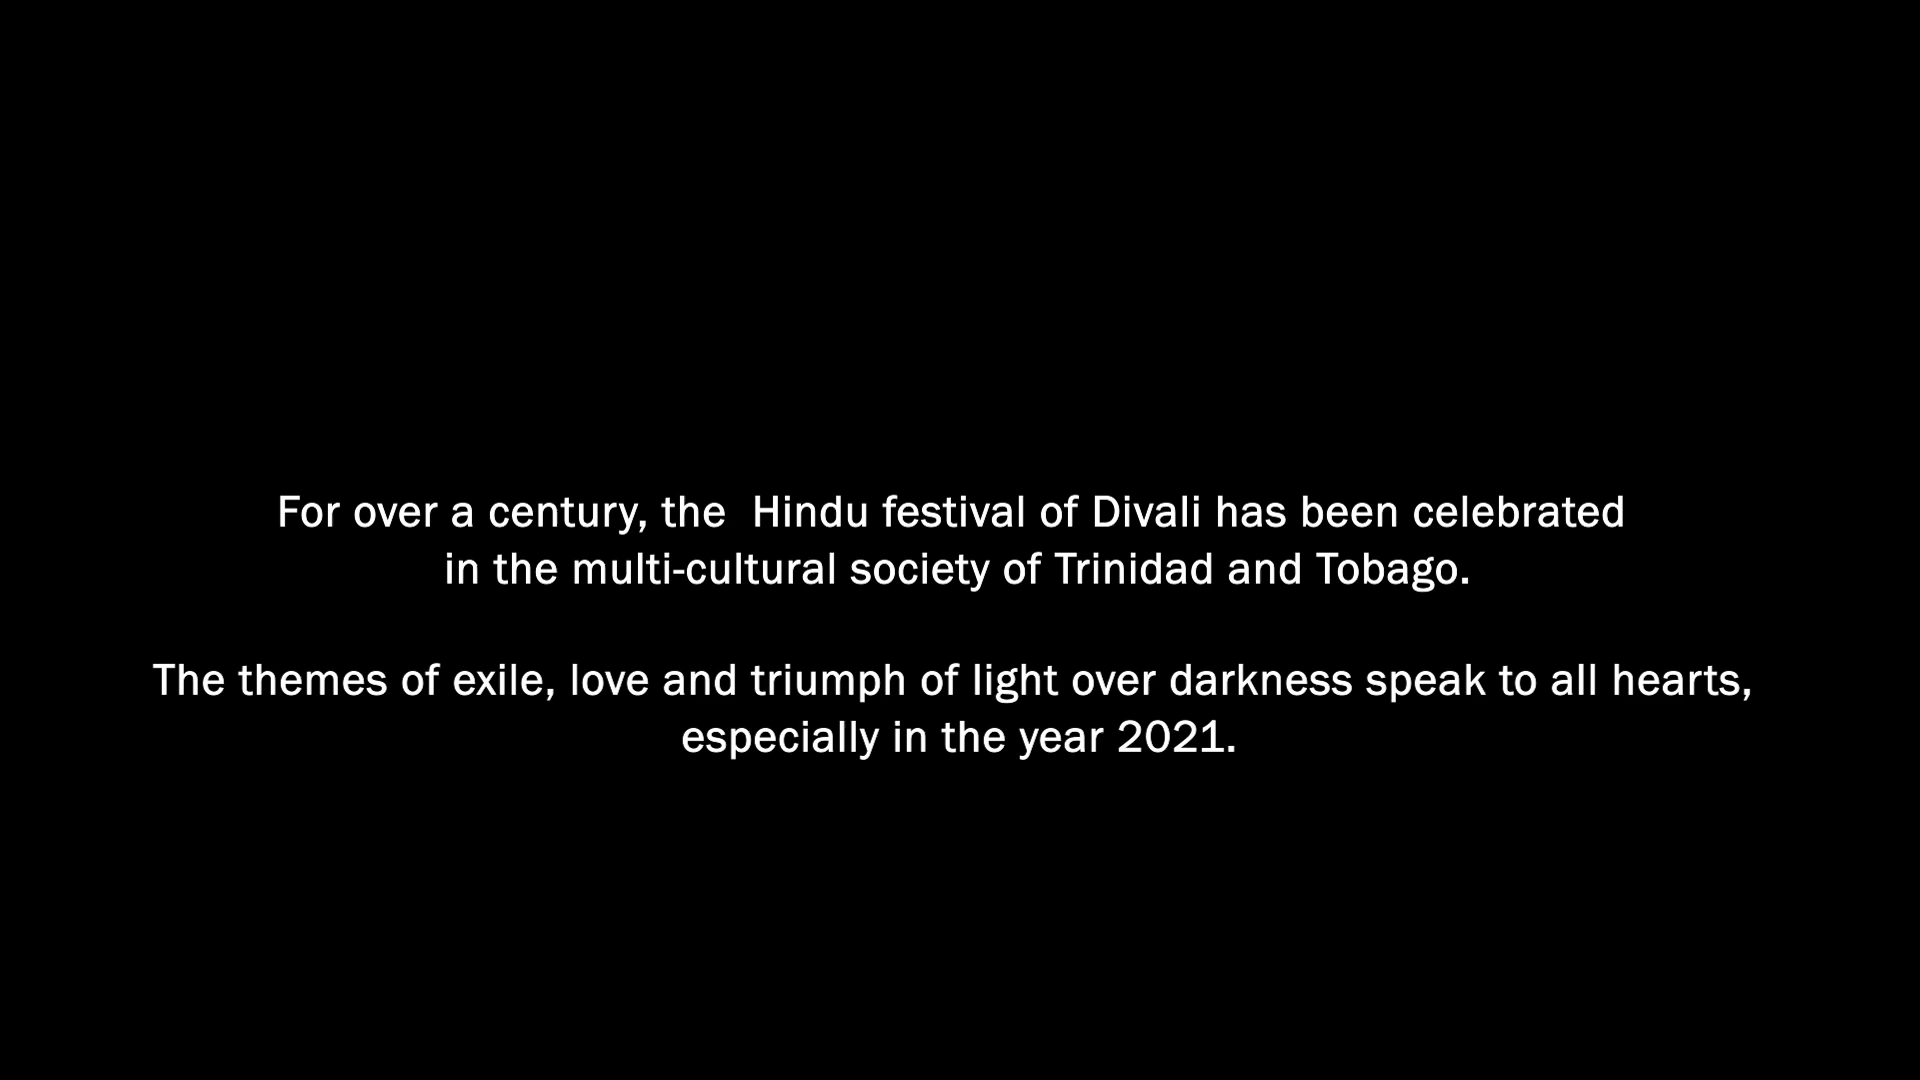 For over a century, the  Hindu festival of Divali has been celebrated
in the multi-cultural society of Trinidad and Tobago.
The themes of exile, love and triumph of light over darkness speak to all hearts,
especially in the year 2021.